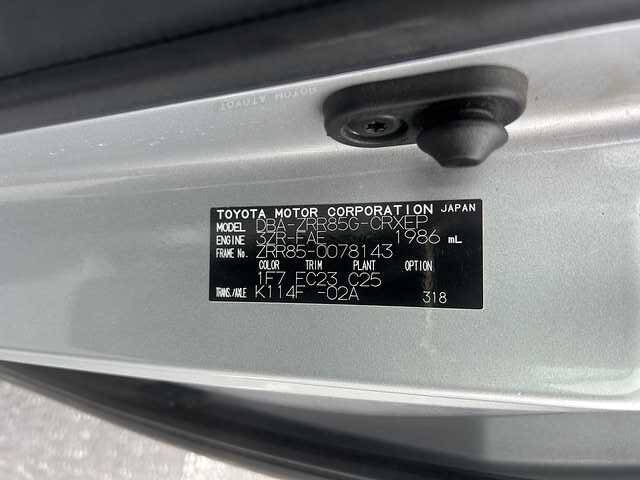 TOYOTA MOTOR CORPORATION JAPAN
MODEL DBA-ZRR85G-CRXEP
ENGINE 3ZR-FAE 1986 mL
FRAME No. ZRR85-0078143
COLOR TRIM PLANT OPTION
1F7 EC23 C25
TRANS./AXLE K114F -02A 318